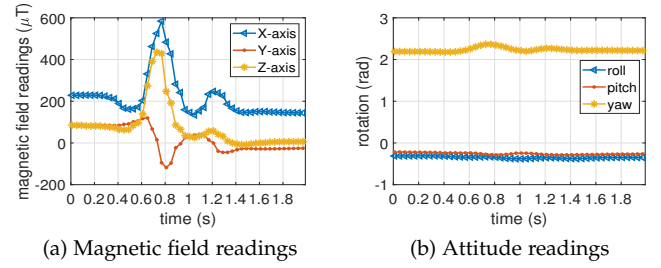 magnetic field readings (μT)
600
400
200
0
-200
X-axis
Y-axis
Z-axis
0 0.2 0.4 0.6 0.8 1 1.2 1.4 1.6 1.8
time (s)
(a) Magnetic field readings
rotation (rad)
3
2
1
0
-1
roll
pitch
yaw
0 0.2 0.4 0.6 0.8 1 1.2 1.4 1.6 1.8
time (s)
(b) Attitude readings